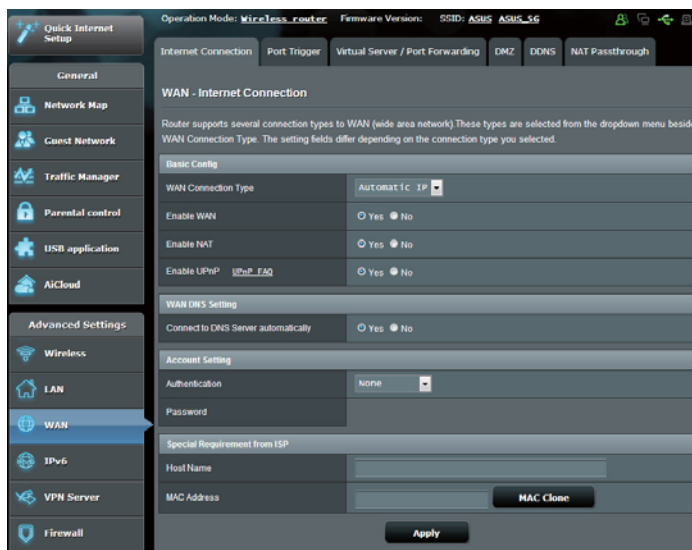 Quick Internet
Setup
Operation Mode: Wireless router Firmware Version: SSID: ASUS ASUS_5G
Internet Connection Port Trigger Virtual Server / Port Forwarding DMZ DDNS NAT Passthrough
General
Network Map
Guest Network
Traffic Manager
Parental control
USB application
AiCloud
Advanced Settings
Wireless
LAN
WAN
IPv6
VPN Server
Firewall
WAN - Internet Connection
Router supports several connection types to WAN (wide area network).These types are selected from the dropdown menu besid
WAN Connection Type. The setting fields differ depending on the connection type you selected.
Basic Config
WAN Connection Type Automatic IP
Enable WAN Yes No
Enable NAT Yes No
Enable UPnP UPnP FAQ Yes No
WAN DNS Setting
Connect to DNS Server automatically Yes No
Account Setting
Authentication None
Password
Special Requirement from ISP
Host Name
MAC Address MAC Clone
Apply